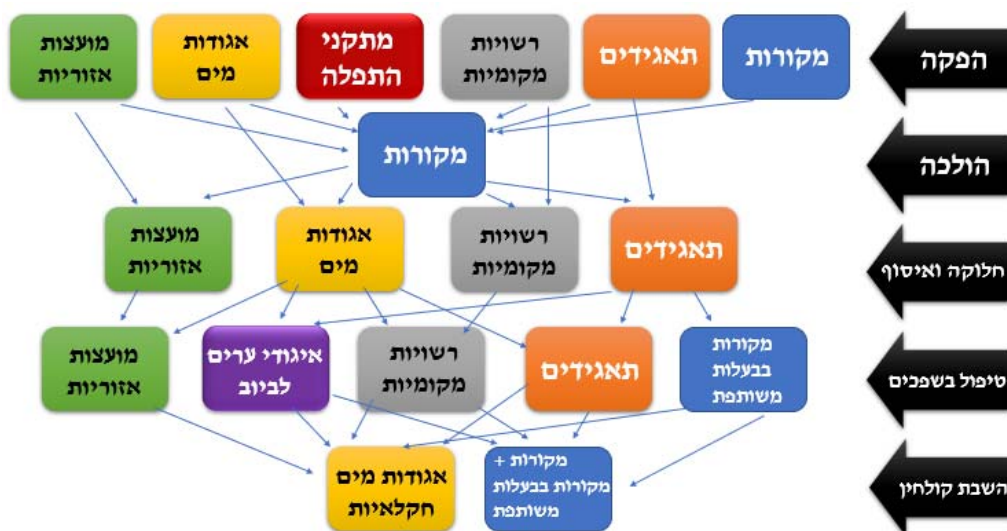 הפקה
מקורות
תאגידים
רשויות
מקומיות
מתקני
התפלה
אגודות
מים
מועצות
אזוריות
הולכה
מקורות
חלוקה ואיסוף
תאגידים
רשויות
מקומיות
אגודות
מים
מועצות
אזוריות
טיפול בשפכים
מקורות
בבעלות
משותפת
תאגידים
רשויות
מקומיות
איגודי ערים
לביוב
מועצות
אזוריות
השבת קולחין
מקורות +
מקורות בבעלות
משותפת
אגודות מים
חקלאיות